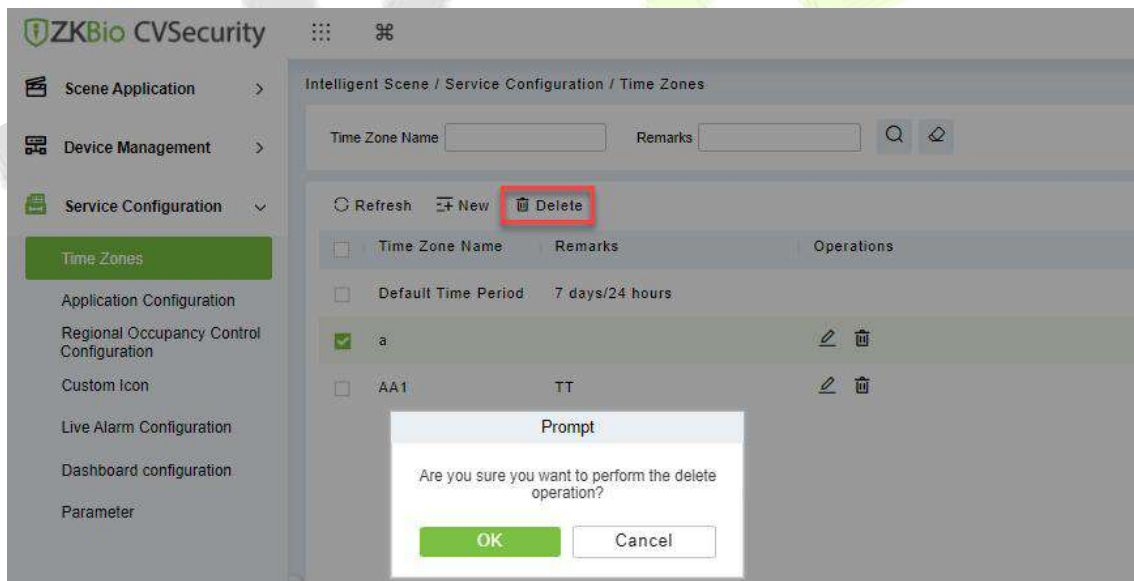 ZKBio CVSecurity
Scene Application
Device Management
Service Configuration
Time Zones
Application Configuration
Regional Occupancy Control
Configuration
Custom Icon
Live Alarm Configuration
Dashboard configuration
Parameter
Intelligent Scene / Service Configuration / Time Zones
Time Zone Name Remarks
Refresh New Delete
Time Zone Name Remarks Operations
Default Time Period 7 days/24 hours
a
AA1 TT
Prompt
Are you sure you want to perform the delete
operation?
OK Cancel